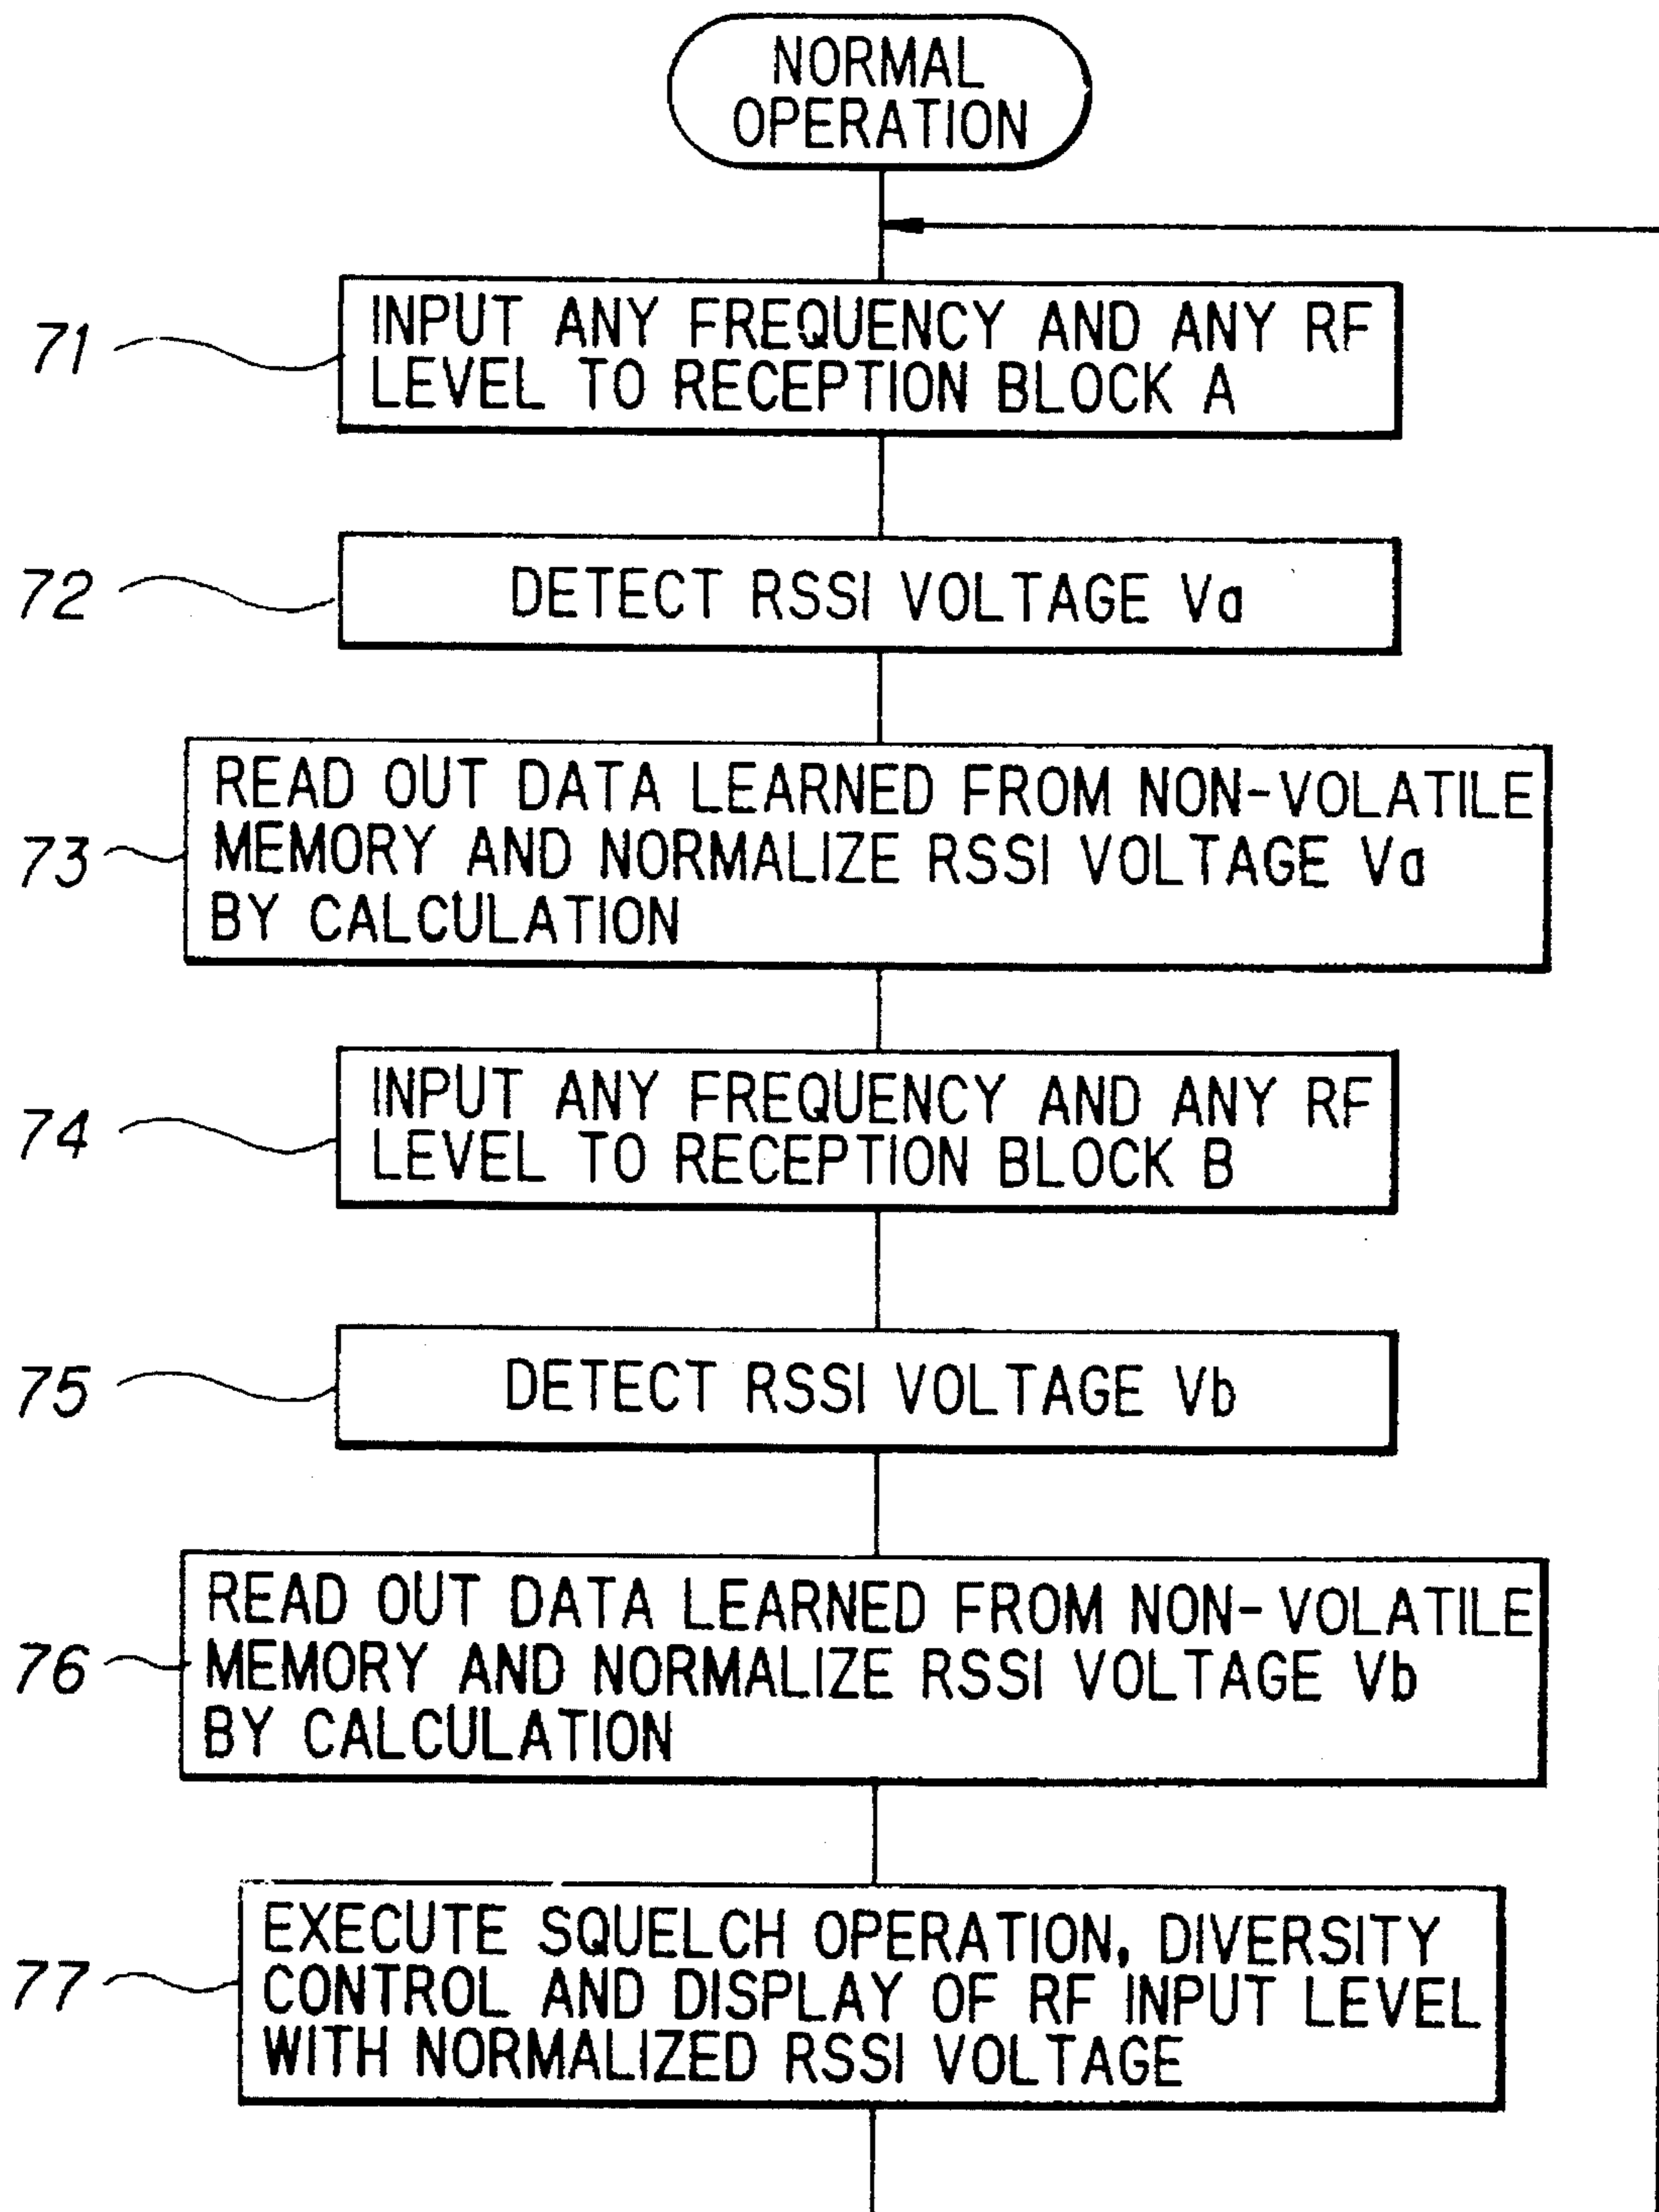 NORMAL
OPERATION
71
INPUT ANY FREQUENCY AND ANY RF
LEVEL TO RECEPTION BLOCK A
72
DETECT RSSI VOLTAGE Va
73
READ OUT DATA LEARNED FROM NON-VOLATILE
MEMORY AND NORMALIZE RSSI VOLTAGE Va
BY CALCULATION
74
INPUT ANY FREQUENCY AND ANY RF
LEVEL TO RECEPTION BLOCK B
75
DETECT RSSI VOLTAGE Vb
76
READ OUT DATA LEARNED FROM NON-VOLATILE
MEMORY AND NORMALIZE RSSI VOLTAGE Vb
BY CALCULATION
77
EXECUTE SQUELCH OPERATION, DIVERSITY
CONTROL AND DISPLAY OF RF INPUT LEVEL
WITH NORMALIZED RSSI VOLTAGE